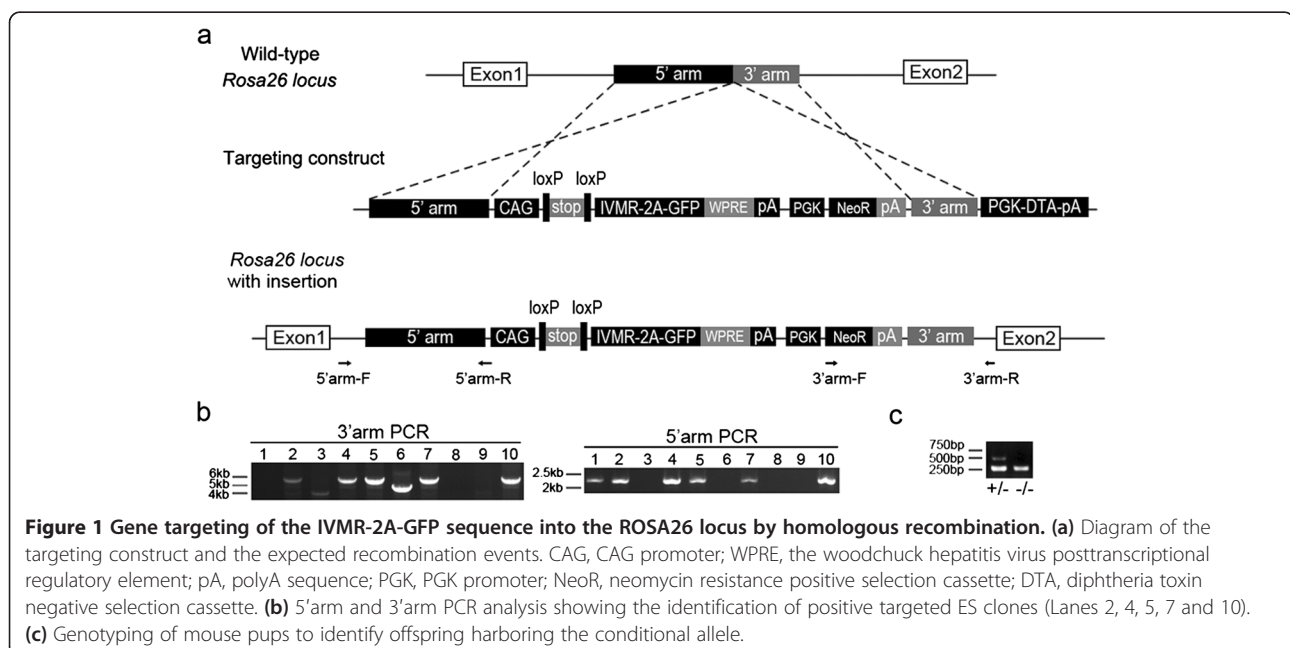 a
Wild-type
Rosa26 locus
Exon1 5' arm 3' arm Exon2
Targeting construct
loxP loxP
5' arm CAG stop IVMR-2A-GFP WPRE pA PGK NeoR pA 3' arm PGK-DTA-pA
Rosa26 locus
with insertion
loxP loxP
Exon1 5' arm CAG stop IVMR-2A-GFP WPRE pA PGK NeoR pA 3' arm Exon2
5'arm-F 5'arm-R 3'arm-F 3'arm-R
b
3'arm PCR
1 2 3 4 5 6 7 8 9 10
6kb
5kb
4kb
5'arm PCR
1 2 3 4 5 6 7 8 9 10
2.5kb
2kb
c
750bp
500bp
250bp
+/- -/-
Figure 1 Gene targeting of the IVMR-2A-GFP sequence into the ROSA26 locus by homologous recombination. (a) Diagram of the
targeting construct and the expected recombination events. CAG, CAG promoter; WPRE, the woodchuck hepatitis virus posttranscriptional
regulatory element; pA, polyA sequence; PGK, PGK promoter; NeoR, neomycin resistance positive selection cassette; DTA, diphtheria toxin
negative selection cassette. (b) 5'arm and 3'arm PCR analysis showing the identification of positive targeted ES clones (Lanes 2, 4, 5, 7 and 10).
(c) Genotyping of mouse pups to identify offspring harboring the conditional allele.